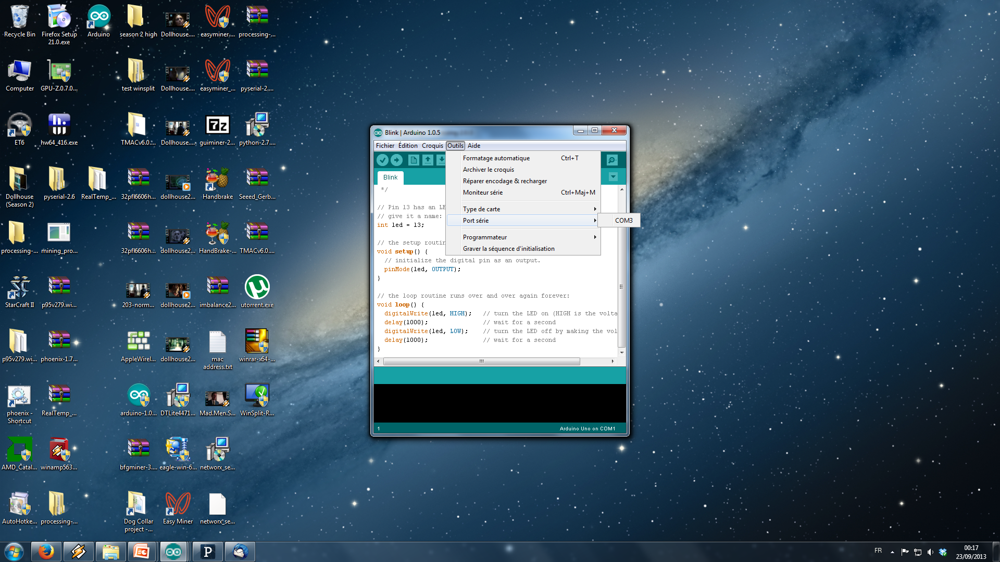 Recycle Bin
Firefox Setup
21.0.exe
Arduino
season 2 high
Dollhouse....
easyminer....
processing-...
Computer
GPU-Z.0.7.0...
test winsplit
Dollhouse....
easyminer_...
pyserial-2....
ET6
hw64_416.exe
TMACv6.0....
Dollhouse....
7z
guiminer-2...
python-2.7....
Dollhouse
(Season 2)
pyserial-2.6
RealTemp_...
32pfl6606h...
dollhouse2...
Handbrake
Seeed_Gerb...
processing-...
mining_pro...
32pfl6606h...
dollhouse2...
HandBrake-...
TMACv6.0....
StarCraft II
p95v279.wi...
203-norm...
dollhouse2...
imbalance2...
utorrent.exe
p95v279.wi...
phoenix-1.7...
AppleWirel...
dollhouse2...
mac
address.txt
winrar-x64-...
phoenix -
Shortcut
RealTemp_...
arduino-1.0...
DTLite4471...
Mad.Men.S...
WinSplit-R...
AMD_Catal...
winamp563...
bfgminer-3....
eagle-win-6...
networx_se...
AutoHotke...
processing-...
Dog Collar
project -...
Easy Miner
networx_se...
Blink | Arduino 1.0.5
Fichier Édition Croquis Outils Aide
Formatage automatique Ctrl+T
Archiver le croquis
Réparer encodage & recharger
Moniteur série Ctrl+Maj+M
Type de carte
Port série
COM3
Programmateur
Graver la séquence d'initialisation
Blink
*/
// Pin 13 has an LE
// give it a name:
int led = 13;
// the setup routin
void setup() {
// initialize the digital pin as an output.
pinMode(led, OUTPUT);
}
// the loop routine runs over and over again forever:
void loop() {
digitalWrite(led, HIGH); // turn the LED on (HIGH is the volta
delay(1000); // wait for a second
digitalWrite(led, LOW); // turn the LED off by making the vol
delay(1000); // wait for a second
}
1
Arduino Uno on COM1
FR
00:17
23/09/2013